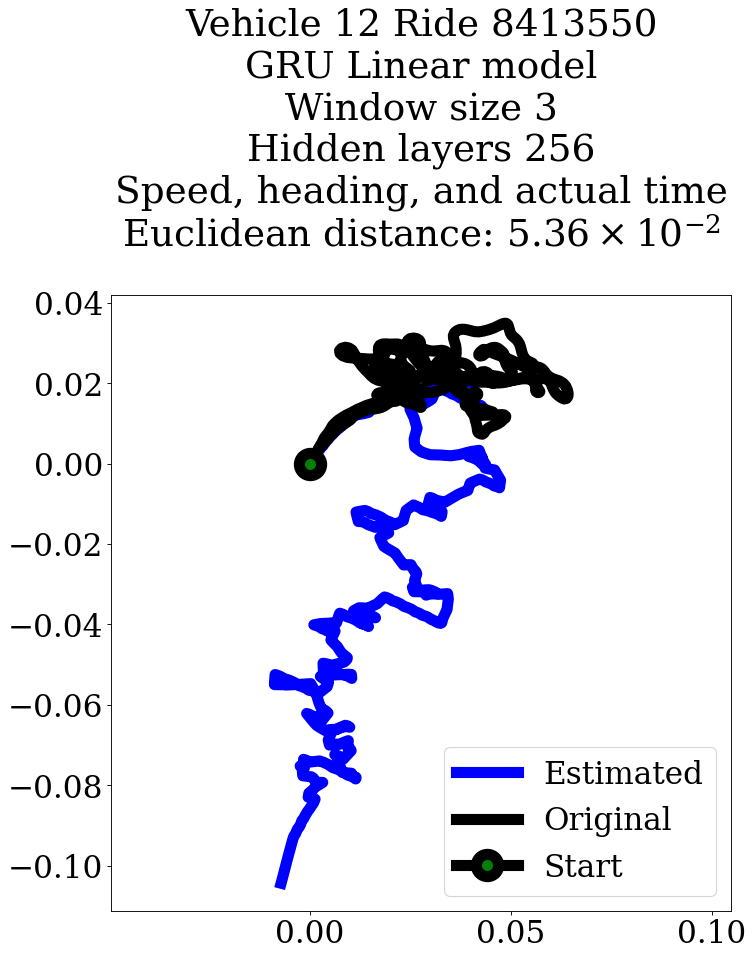 Vehicle 12 Ride 8413550
GRU Linear model
Window size 3
Hidden layers 256
Speed, heading, and actual time
Euclidean distance: 5.36 × 10⁻²
0.04
0.02
0.00
−0.02
−0.04
−0.06
−0.08
−0.10
Estimated
Original
Start
0.00 0.05 0.10